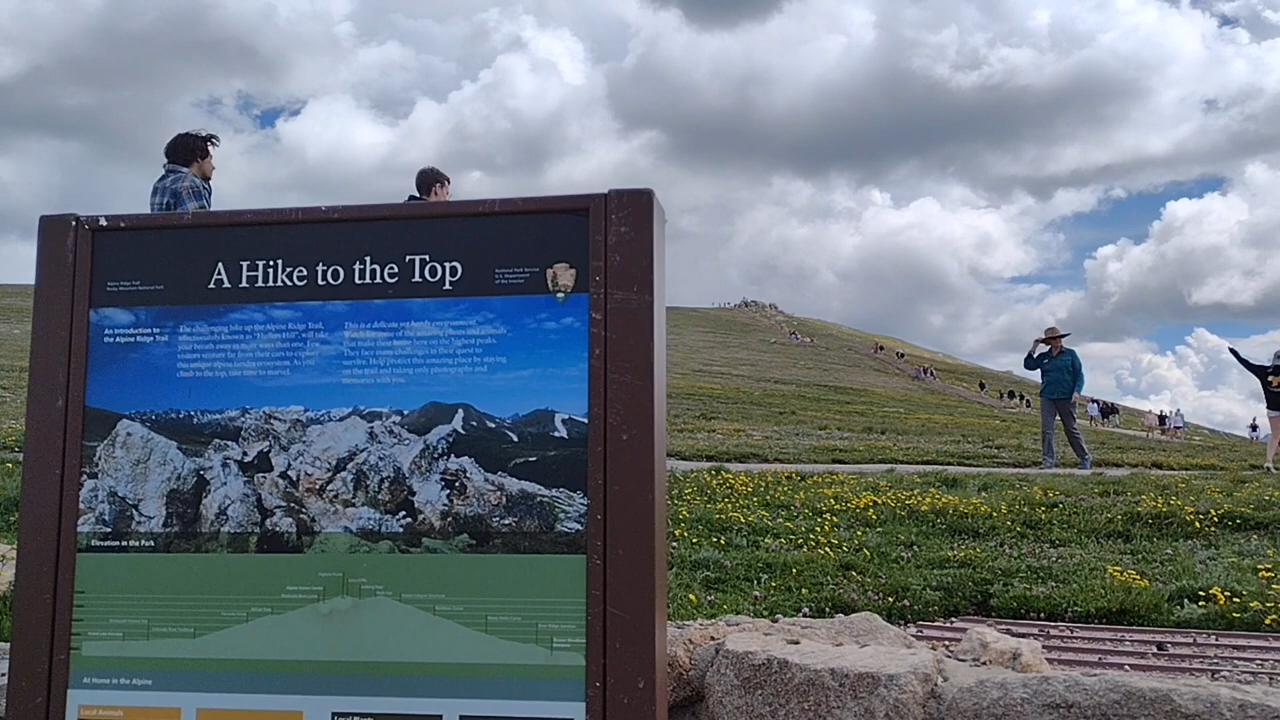 A Hike to the Top
Alpine Ridge Trail
Rocky Mountain National Park
National Park Service
U.S. Department
of the Interior
An Introduction to
the Alpine Ridge Trail
The challenging hike up the Alpine Ridge Trail,
affectionately known as "Huffers Hill", will take
your breath away in more ways than one. Few
visitors venture far from their cars to explore
this unique alpine tundra ecosystem. As you
climb to the top, take time to marvel.
This is a delicate yet hardy environment.
Watch for some of the amazing plants and animals
that make their home here on the highest peaks.
They face many challenges in their quest to
survive. Help protect this amazing place by staying
on the trail and taking only photographs and
memories with you.
Elevation in the Park
At Home in the Alpine
Local Animals
Local Plants